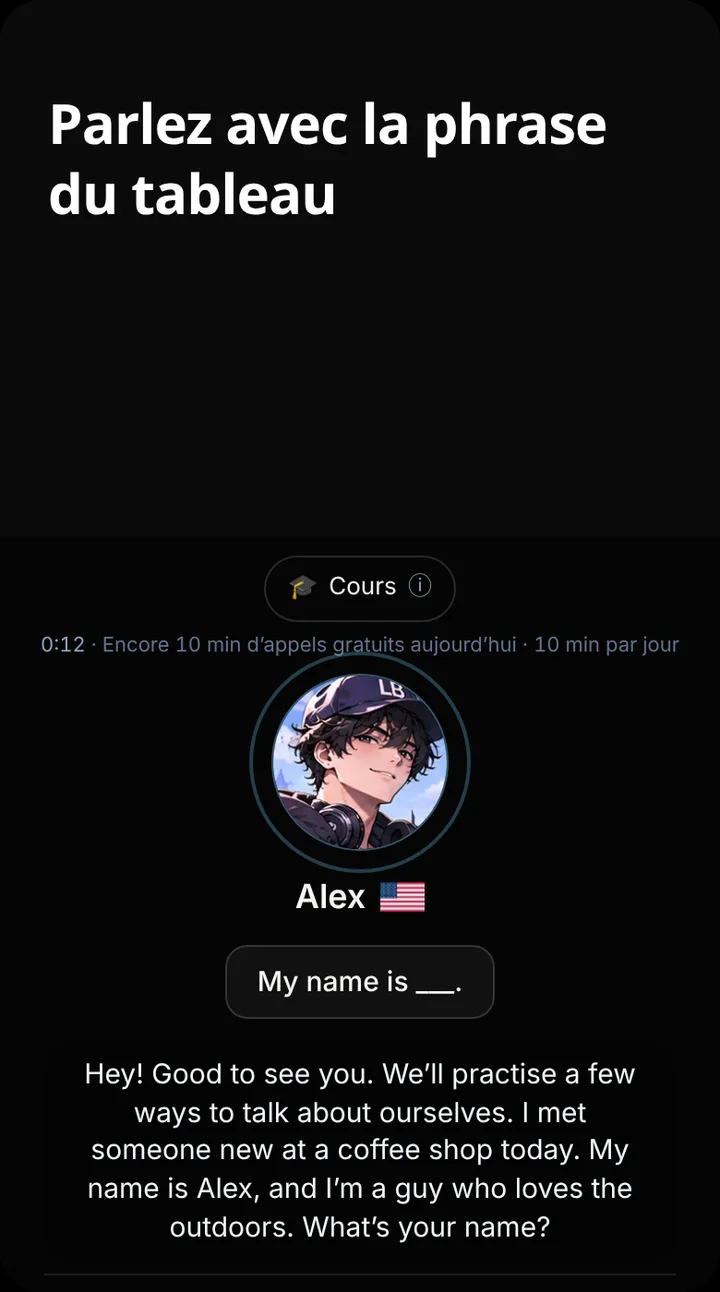 Parlez avec la phrase
du tableau
🎓 Cours ⓘ
0:12 · Encore 10 min d’appels gratuits aujourd’hui · 10 min par jour
LB
Alex 🇺🇸
My name is ___.
Hey! Good to see you. We’ll practise a few
ways to talk about ourselves. I met
someone new at a coffee shop today. My
name is Alex, and I’m a guy who loves the
outdoors. What’s your name?